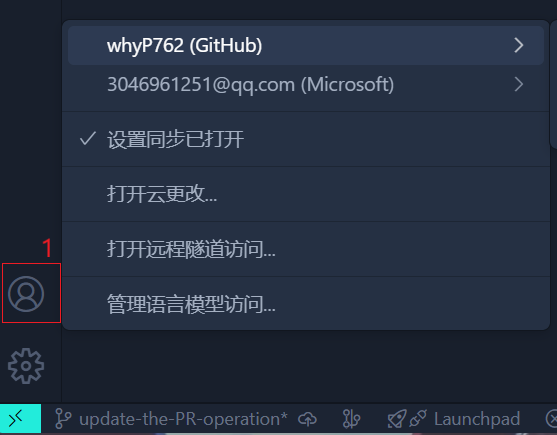 whyP762 (GitHub)
3046961251@qq.com (Microsoft)
设置同步已打开
打开云更改...
打开远程隧道访问...
管理语言模型访问...
1
update-the-PR-operation* Launchpad